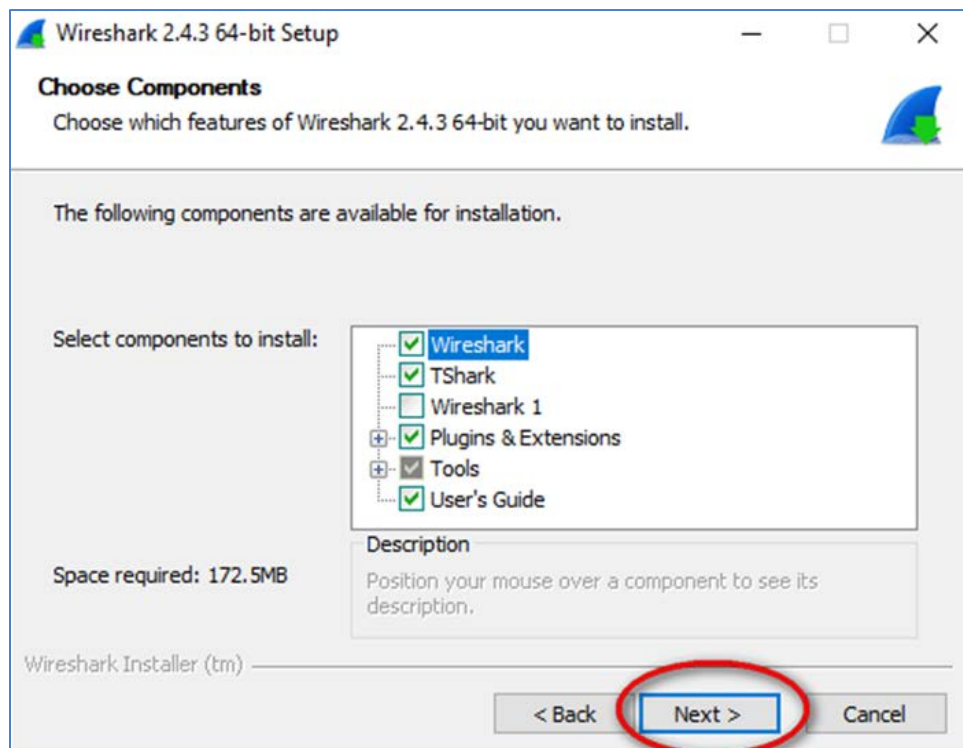 Wireshark 2.4.3 64-bit Setup
Choose Components
Choose which features of Wireshark 2.4.3 64-bit you want to install.
The following components are available for installation.
Select components to install:
Wireshark
TShark
Wireshark 1
Plugins & Extensions
Tools
User's Guide
Space required: 172.5MB
Description
Position your mouse over a component to see its
description.
Wireshark Installer (tm)
< Back
Next >
Cancel